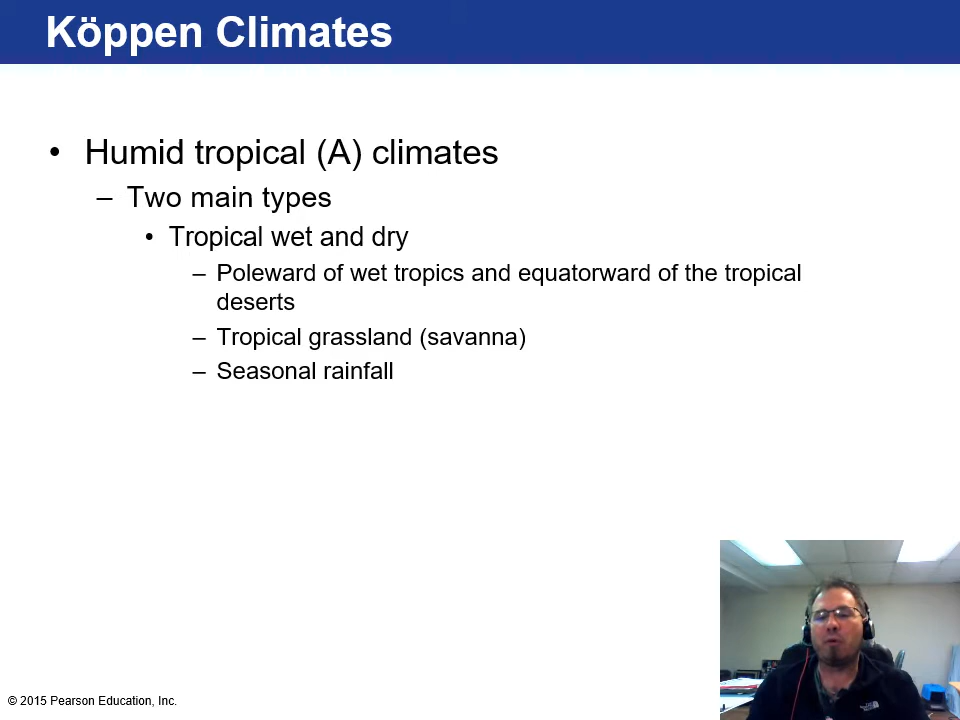 Köppen Climates
• Humid tropical (A) climates
– Two main types
• Tropical wet and dry
– Poleward of wet tropics and equatorward of the tropical
deserts
– Tropical grassland (savanna)
– Seasonal rainfall
© 2015 Pearson Education, Inc.